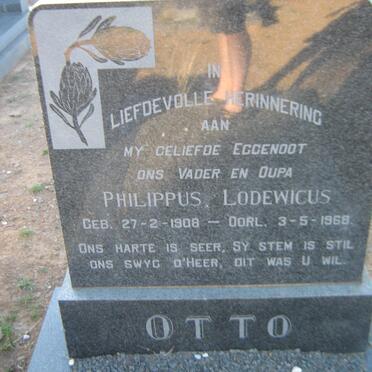 IN
LIEFDEVOLLE HERINNERING
AAN
MY GELIEFDE EGGENOOT
ONS VADER EN OUPA
PHILIPPUS, LODEWICUS
GEB. 27-2-1908 — OORL. 3-5-1968
ONS HARTE IS SEER, SY STEM IS STIL
ONS SWYG O'HEER, DIT WAS U WIL.
OTTO